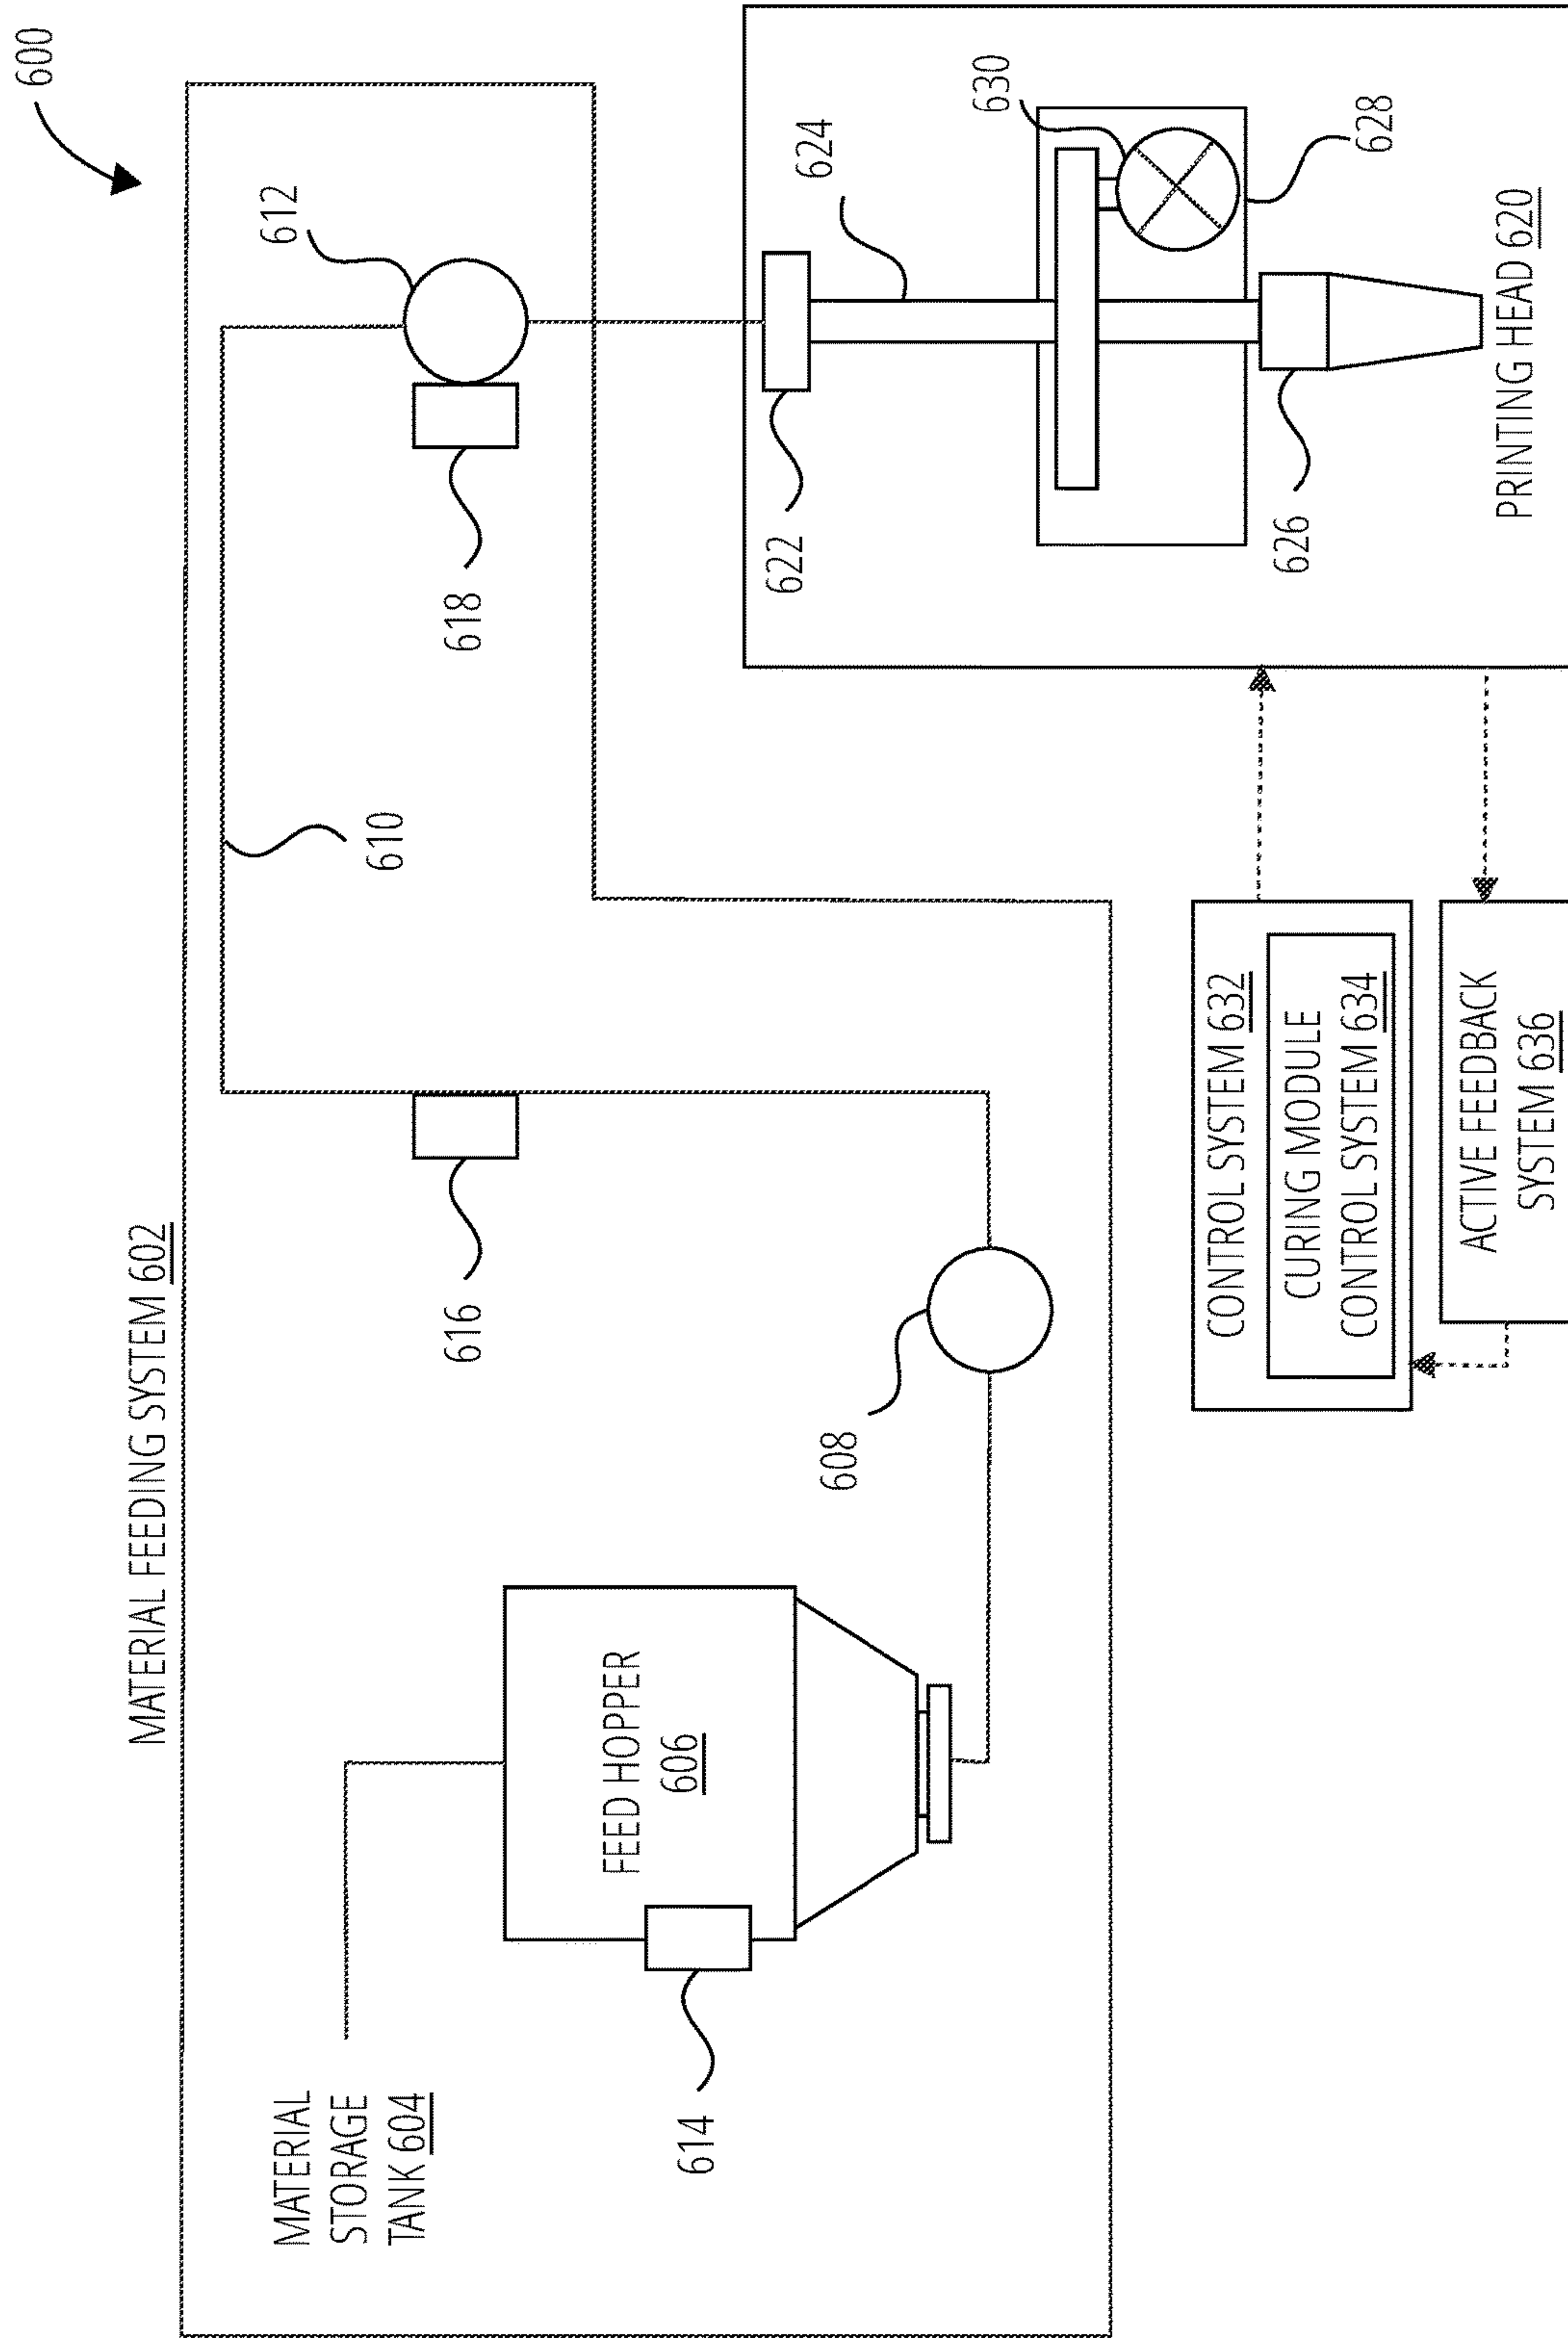 600
MATERIAL FEEDING SYSTEM 602
MATERIAL
STORAGE
TANK 604
FEED HOPPER
606
614
608
616
610
618
612
622
624
630
628
626
PRINTING HEAD 620
CONTROL SYSTEM 632
CURING MODULE
CONTROL SYSTEM 634
ACTIVE FEEDBACK
SYSTEM 636